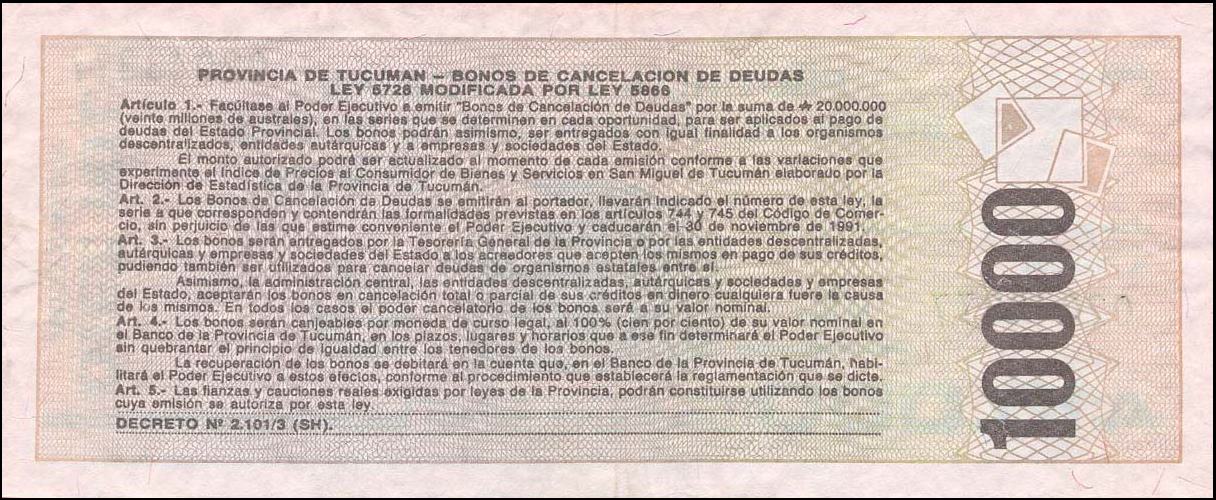 PROVINCIA DE TUCUMAN – BONOS DE CANCELACION DE DEUDAS
LEY 5728 MODIFICADA POR LEY 5866
Artículo 1.- Facúltase al Poder Ejecutivo a emitir "Bonos de Cancelación de Deudas" por la suma de ₳ 20.000.000
(veinte millones de australes), en las series que se determinen en cada oportunidad, para ser aplicados al pago de
deudas del Estado Provincial. Los bonos podrán asimismo, ser entregados con igual finalidad a los organismos
descentralizados, entidades autárquicas y a empresas y sociedades del Estado.
El monto autorizado podrá ser actualizado al momento de cada emisión conforme a las variaciones que
experimente el Indice de Precios al Consumidor de Bienes y Servicios en San Miguel de Tucumán elaborado por la
Dirección de Estadística de la Provincia de Tucumán.
Art. 2.- Los Bonos de Cancelación de Deudas se emitirán al portador, llevarán indicado el número de esta ley, la
serie a que corresponden y contendrán las formalidades previstas en los artículos 744 y 745 del Código de Comer-
cio, sin perjuicio de las que estime conveniente el Poder Ejecutivo y caducarán el 30 de noviembre de 1991.
Art. 3.- Los bonos serán entregados por la Tesorería General de la Provincia o por las entidades descentralizadas,
autárquicas y empresas y sociedades del Estado a los acreedores que acepten los mismos en pago de sus créditos,
pudiendo también ser utilizados para cancelar deudas de organismos estatales entre sí.
Asimismo, la administración central, las entidades descentralizadas, autárquicas y sociedades y empresas
del Estado, aceptarán los bonos en cancelación total o parcial de sus créditos en dinero cualquiera fuere la causa
de los mismos. En todos los casos el poder cancelatorio de los bonos será a su valor nominal.
Art. 4.- Los bonos serán canjeables por moneda de curso legal, al 100% (cien por ciento) de su valor nominal en
el Banco de la Provincia de Tucumán, en los plazos, lugares y horarios que a ese fin determinará el Poder Ejecutivo
sin quebrantar el principio de igualdad entre los tenedores de los bonos.
La recuperación de los bonos se debitará en la cuenta que, en el Banco de la Provincia de Tucumán, habi-
litará el Poder Ejecutivo a estos efectos, conforme al procedimiento que establecerá la reglamentación que se dicte.
Art. 5.- Las fianzas y cauciones reales exigidas por leyes de la Provincia, podrán constituirse utilizando los bonos
cuya emisión se autoriza por esta ley.
DECRETO Nº 2.101/3 (SH).
10000